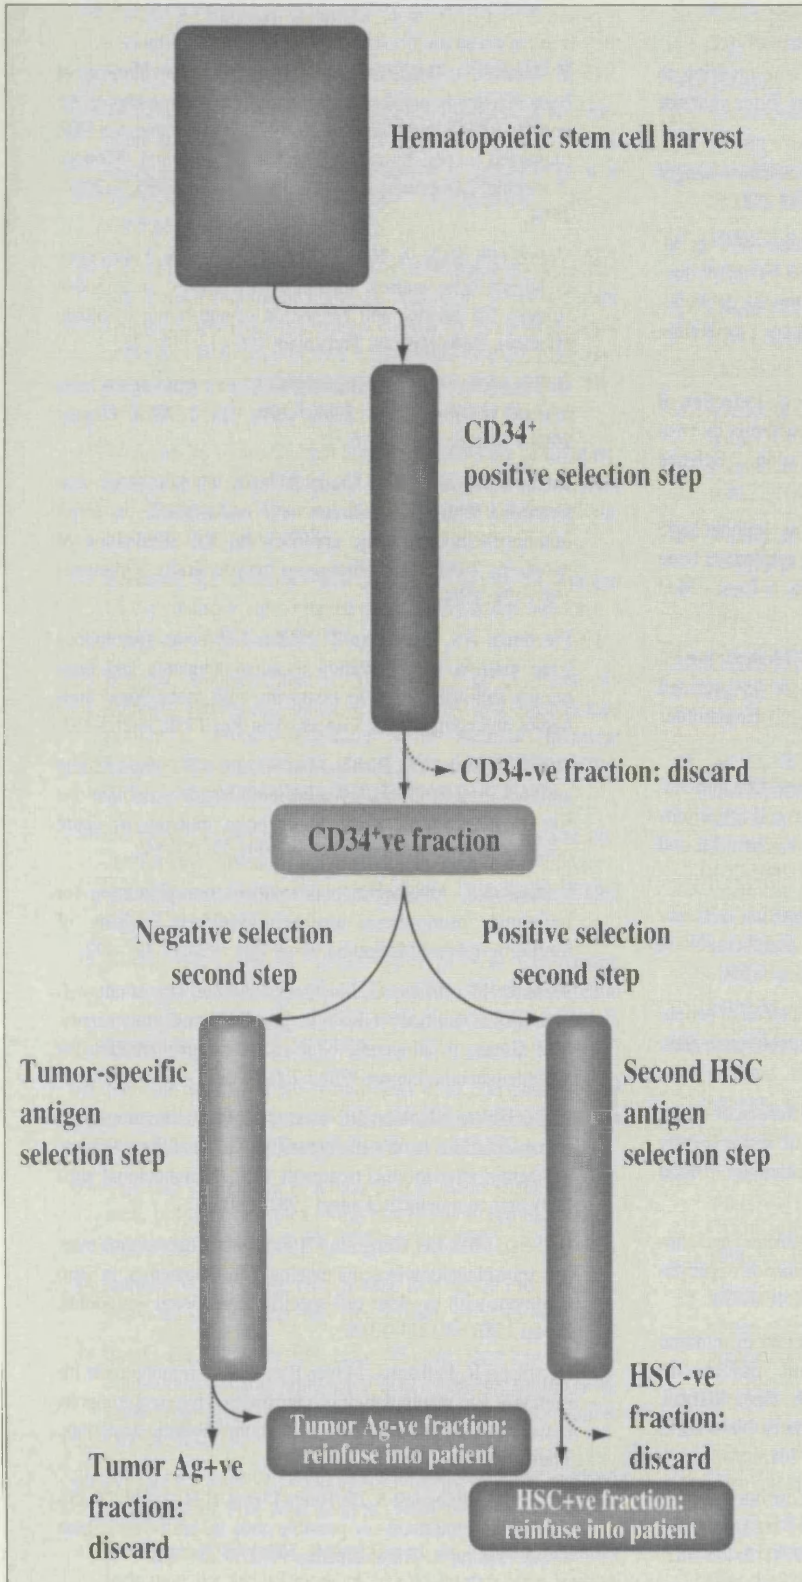 Hematopoietic stem cell harvest
CD34⁺
positive selection step
CD34-ve fraction: discard
CD34⁺ve fraction
Negative selection
second step
Positive selection
second step
Tumor-specific
antigen
selection step
Second HSC
antigen
selection step
Tumor Ag-ve fraction:
reinfuse into patient
Tumor Ag+ve
fraction:
discard
HSC-ve
fraction:
discard
HSC+ve fraction:
reinfuse into patient